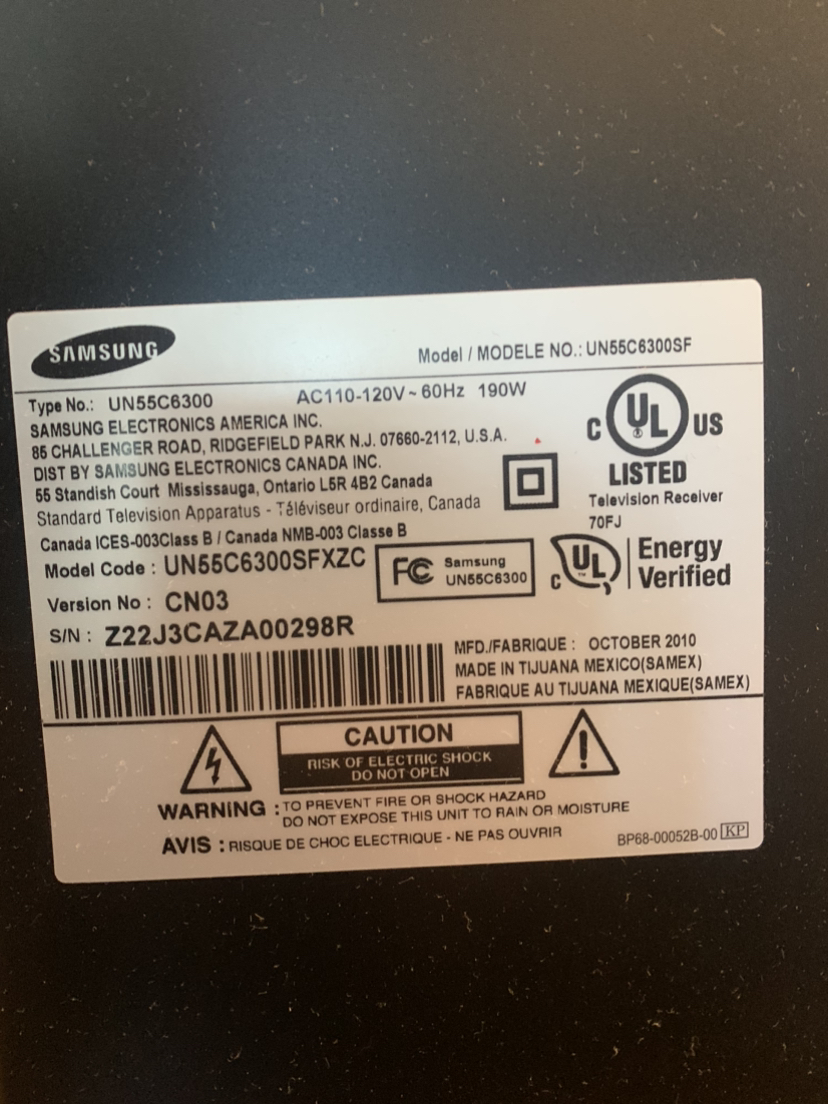 SAMSUNG
Model / MODELE NO.: UN55C6300SF
Type No.: UN55C6300 AC110-120V~60Hz 190W
SAMSUNG ELECTRONICS AMERICA INC.
85 CHALLENGER ROAD, RIDGEFIELD PARK N.J. 07660-2112, U.S.A.
DIST BY SAMSUNG ELECTRONICS CANADA INC.
55 Standish Court Mississauga, Ontario L5R 4B2 Canada
Standard Television Apparatus - Téléviseur ordinaire, Canada
Canada ICES-003Class B / Canada NMB-003 Classe B
C UL ® US
LISTED
Television Receiver
70FJ
Model Code : UN55C6300SFXZC
FC Samsung
UN55C6300
C UL ™ Energy
Verified
Version No : CN03
S/N : Z22J3CAZA00298R
MFD./FABRIQUE : OCTOBER 2010
MADE IN TIJUANA MEXICO(SAMEX)
FABRIQUE AU TIJUANA MEXIQUE(SAMEX)
CAUTION
RISK OF ELECTRIC SHOCK
DO NOT OPEN
WARNING : TO PREVENT FIRE OR SHOCK HAZARD
DO NOT EXPOSE THIS UNIT TO RAIN OR MOISTURE
AVIS : RISQUE DE CHOC ELECTRIQUE - NE PAS OUVRIR
BP68-00052B-00 KP